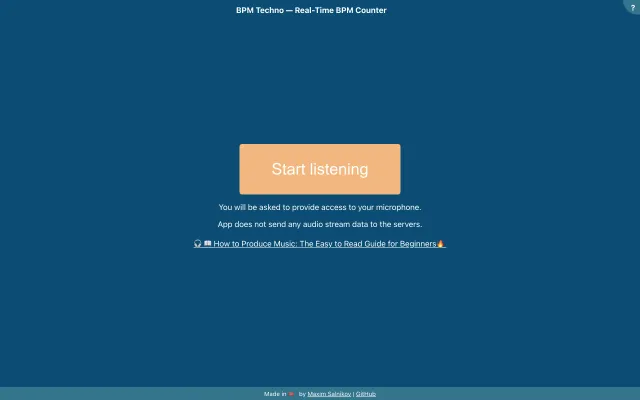 BPM Techno — Real-Time BPM Counter
?
Start listening
You will be asked to provide access to your microphone.
App does not send any audio stream data to the servers.
🎧 📖 How to Produce Music: The Easy to Read Guide for Beginners🔥
Made in 🇳🇴 by Maxim Salnikov | GitHub